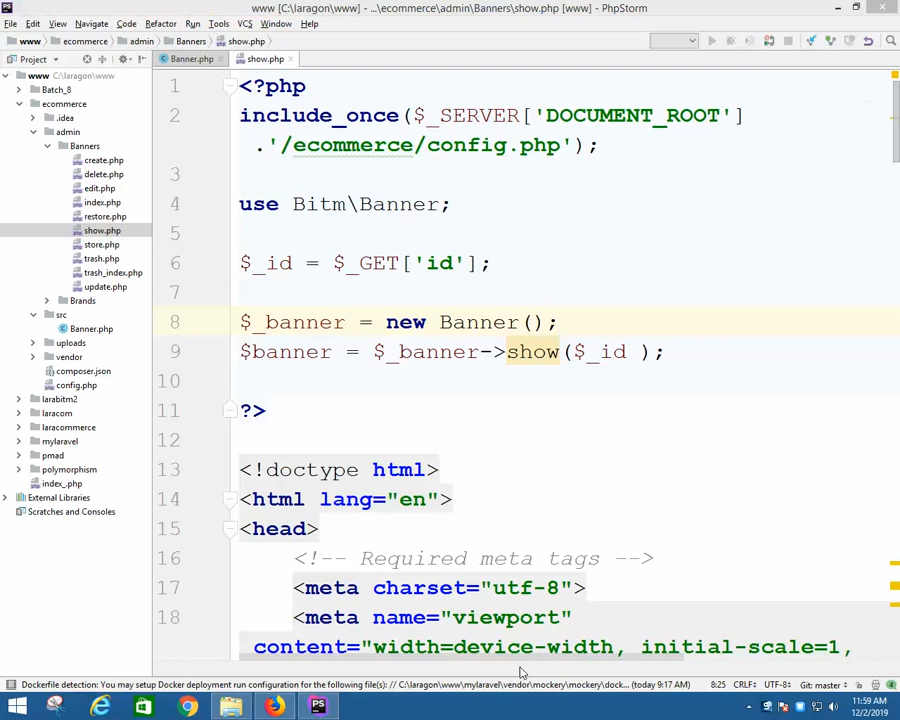 www [C:\laragon\www] - ...\ecommerce\admin\Banners\show.php [www] - PhpStorm
File Edit View Navigate Code Refactor Run Tools VCS Window Help
www ecommerce admin Banners show.php
Project
Banner.php
show.php
www C:\laragon\www
Batch_8
ecommerce
.idea
admin
Banners
create.php
delete.php
edit.php
index.php
restore.php
show.php
store.php
trash.php
trash_index.php
update.php
Brands
src
Banner.php
uploads
vendor
composer.json
config.php
larabitm2
laracom
laracommerce
mylaravel
pmad
polymorphism
index_.php
External Libraries
Scratches and Consoles
1 <?php
2 include_once($_SERVER['DOCUMENT_ROOT']
.'/ecommerce/config.php');
3
4 use Bitm\Banner;
5
6 $_id = $_GET['id'];
7
8 $_banner = new Banner();
9 $banner = $_banner->show($_id );
10
11 ?>
12
13 <!doctype html>
14 <html lang="en">
15 <head>
16 <!-- Required meta tags -->
17 <meta charset="utf-8">
18 <meta name="viewport"
content="width=device-width, initial-scale=1,
Dockerfile detection: You may setup Docker deployment run configuration for the following file(s): // C:\laragon\www\mylaravel\vendor\mockery\mockery\dock... (today 9:17 AM)
8:25 CRLF÷ UTF-8÷ Git: master÷
11:59 AM
12/2/2019